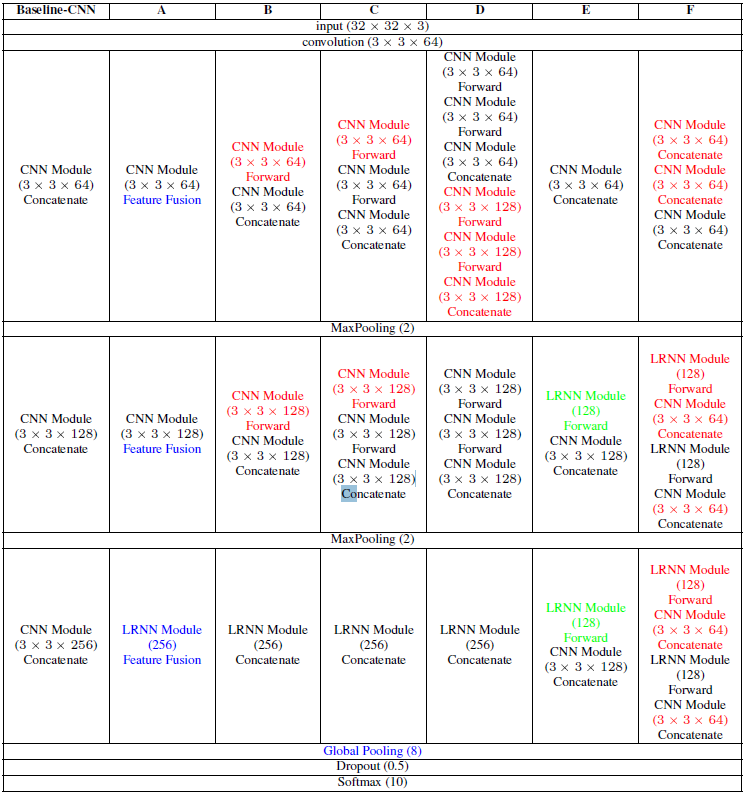 Baseline-CNN A B C D E F
input (32 × 32 × 3)
convolution (3 × 3 × 64)
CNN Module
(3 × 3 × 64)
Concatenate
CNN Module
(3 × 3 × 64)
Feature Fusion
CNN Module
(3 × 3 × 64)
Forward
CNN Module
(3 × 3 × 64)
Concatenate
CNN Module
(3 × 3 × 64)
Forward
CNN Module
(3 × 3 × 64)
Forward
CNN Module
(3 × 3 × 64)
Concatenate
CNN Module
(3 × 3 × 64)
Forward
CNN Module
(3 × 3 × 64)
Forward
CNN Module
(3 × 3 × 64)
Concatenate
CNN Module
(3 × 3 × 128)
Forward
CNN Module
(3 × 3 × 128)
Forward
CNN Module
(3 × 3 × 128)
Concatenate
CNN Module
(3 × 3 × 64)
Concatenate
CNN Module
(3 × 3 × 64)
Concatenate
CNN Module
(3 × 3 × 64)
Concatenate
CNN Module
(3 × 3 × 64)
Concatenate
MaxPooling (2)
CNN Module
(3 × 3 × 128)
Concatenate
CNN Module
(3 × 3 × 128)
Feature Fusion
CNN Module
(3 × 3 × 128)
Forward
CNN Module
(3 × 3 × 128)
Concatenate
CNN Module
(3 × 3 × 128)
Forward
CNN Module
(3 × 3 × 128)
Forward
CNN Module
(3 × 3 × 128)
Concatenate
CNN Module
(3 × 3 × 128)
Forward
CNN Module
(3 × 3 × 128)
Forward
CNN Module
(3 × 3 × 128)
Concatenate
LRNN Module
(128)
Forward
CNN Module
(3 × 3 × 128)
Concatenate
LRNN Module
(128)
Forward
CNN Module
(3 × 3 × 64)
Concatenate
LRNN Module
(128)
Forward
CNN Module
(3 × 3 × 64)
Concatenate
MaxPooling (2)
CNN Module
(3 × 3 × 256)
Concatenate
LRNN Module
(256)
Feature Fusion
LRNN Module
(256)
Concatenate
LRNN Module
(256)
Concatenate
LRNN Module
(256)
Concatenate
LRNN Module
(128)
Forward
CNN Module
(3 × 3 × 128)
Concatenate
LRNN Module
(128)
Forward
CNN Module
(3 × 3 × 64)
Concatenate
LRNN Module
(128)
Forward
CNN Module
(3 × 3 × 64)
Concatenate
Global Pooling (8)
Dropout (0.5)
Softmax (10)